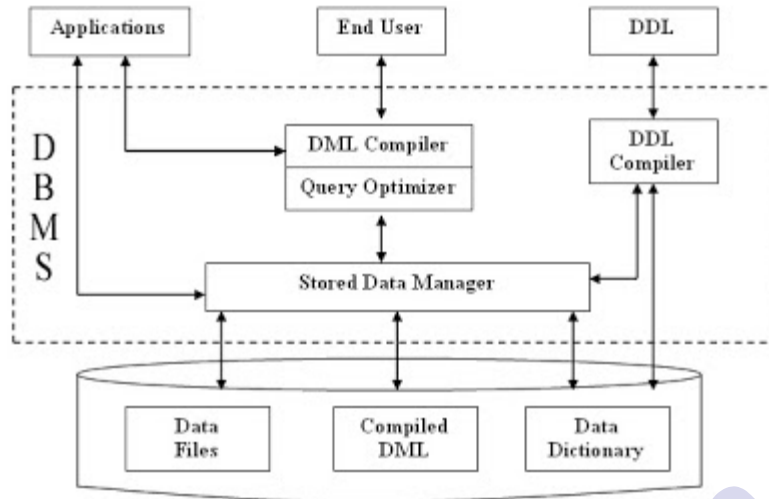 Applications
End User
DDL
DBMS
DML Compiler
Query Optimizer
DDL
Compiler
Stored Data Manager
Data
Files
Compiled
DML
Data
Dictionary